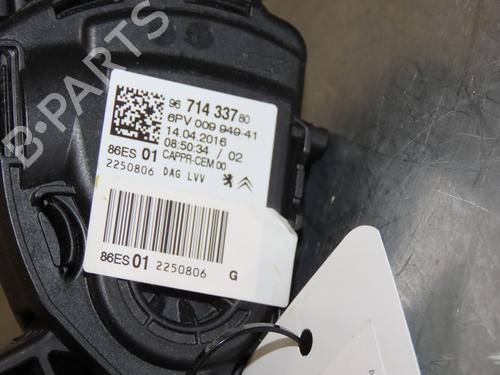 96 714 337 80
6PV 009 949-41
14.04.2016
08:50:34 / 02
86ES 01 CAPPR-CEM 00
2250806 DAG LVV
86ES 01 2250806 G
B-PARTS